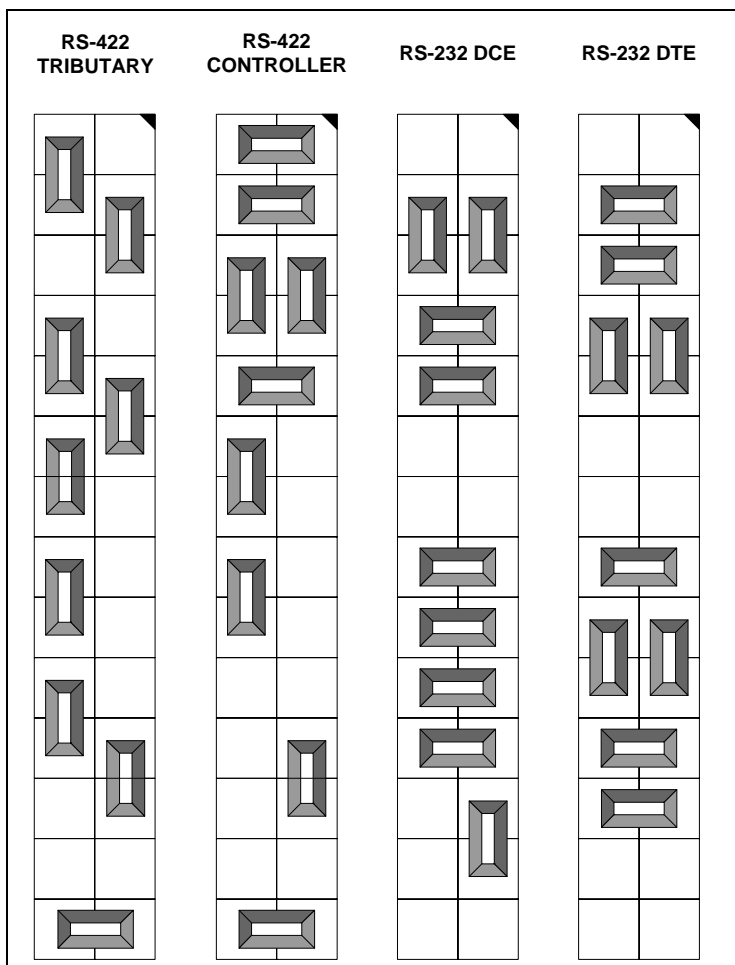 RS-422
TRIBUTARY
RS-422
CONTROLLER
RS-232 DCE
RS-232 DTE